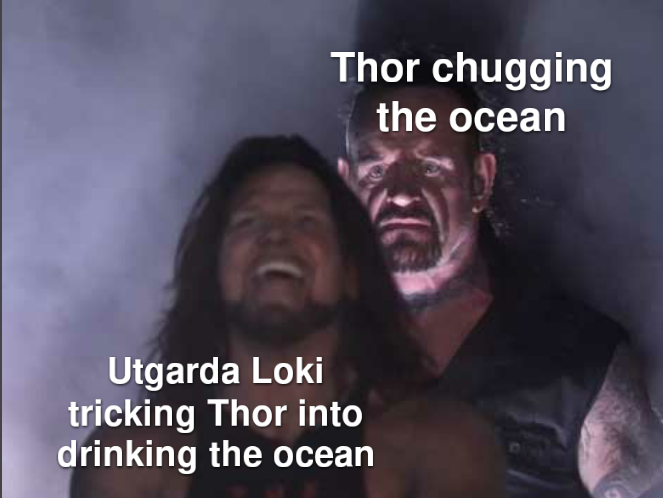 Thor chugging
the ocean
Utgarda Loki
tricking Thor into
drinking the ocean